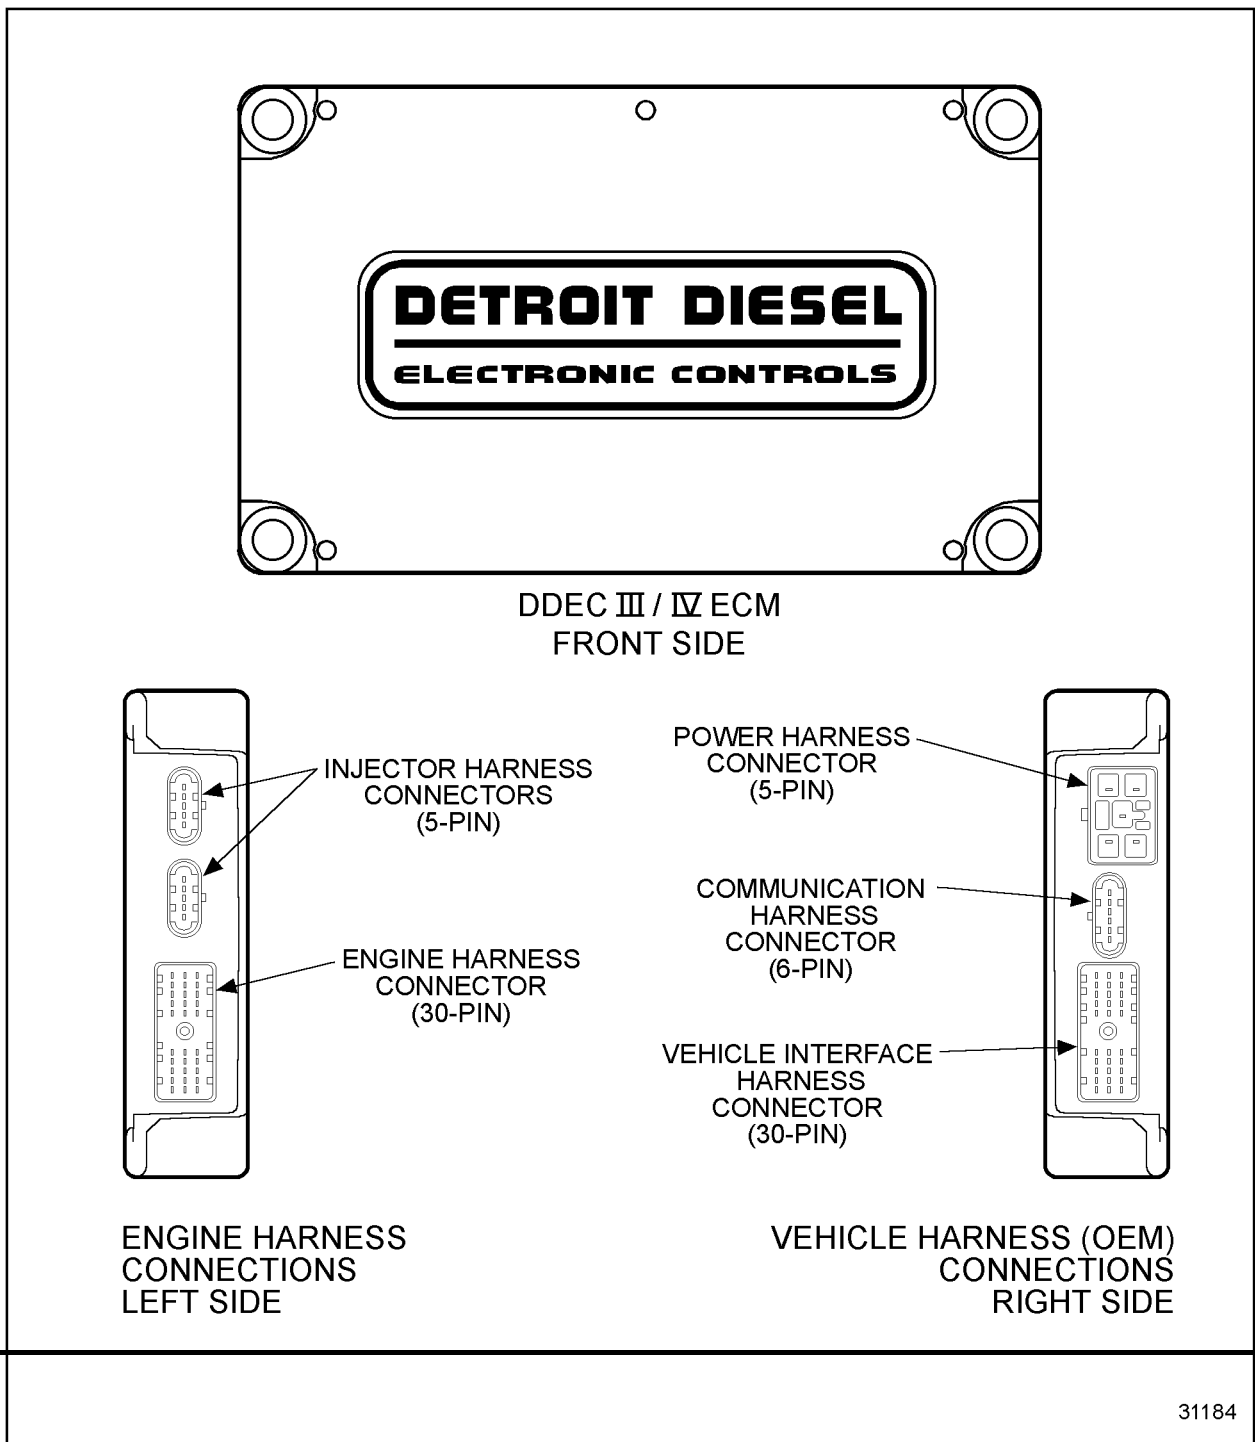 DETROIT DIESEL
ELECTRONIC CONTROLS
DDEC III / IV ECM
FRONT SIDE
INJECTOR HARNESS
CONNECTORS
(5-PIN)
ENGINE HARNESS
CONNECTOR
(30-PIN)
ENGINE HARNESS
CONNECTIONS
LEFT SIDE
POWER HARNESS
CONNECTOR
(5-PIN)
COMMUNICATION
HARNESS
CONNECTOR
(6-PIN)
VEHICLE INTERFACE
HARNESS
CONNECTOR
(30-PIN)
VEHICLE HARNESS (OEM)
CONNECTIONS
RIGHT SIDE
31184